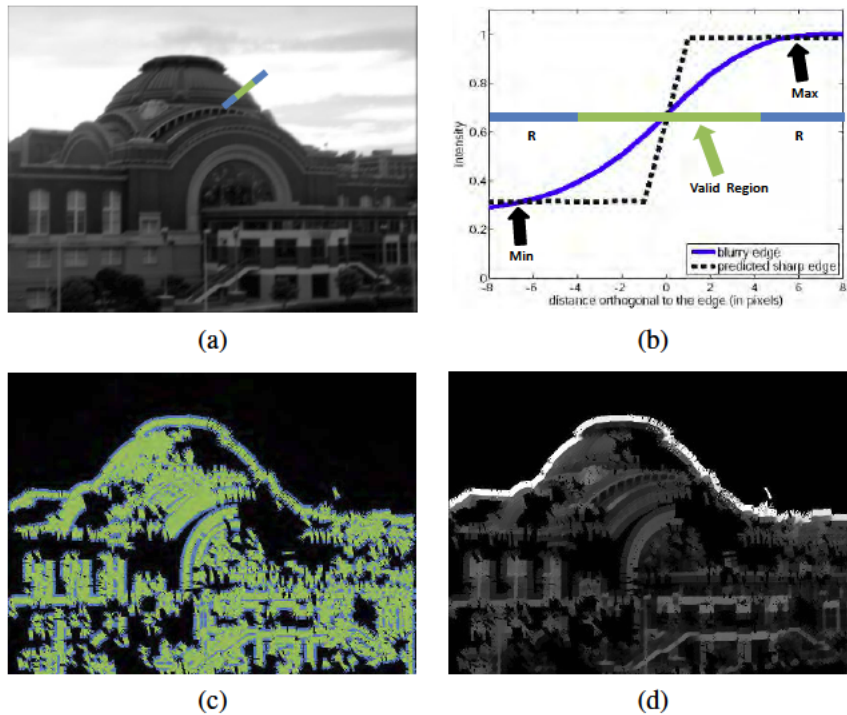 1
0.8
0.6
0.4
0.2
0
intensity
Max
R
R
Valid Region
Min
blurry edge
predicted sharp edge
-8
-6
-4
-2
0
2
4
6
8
distance orthogonal to the edge (in pixels)
(a)
(b)
(c)
(d)